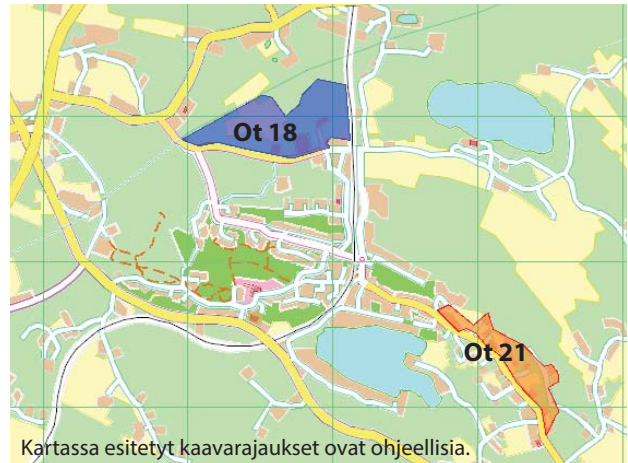 Ot 18
Ot 21
Kartassa esitetyt kaavarajaukset ovat ohjeellisia.